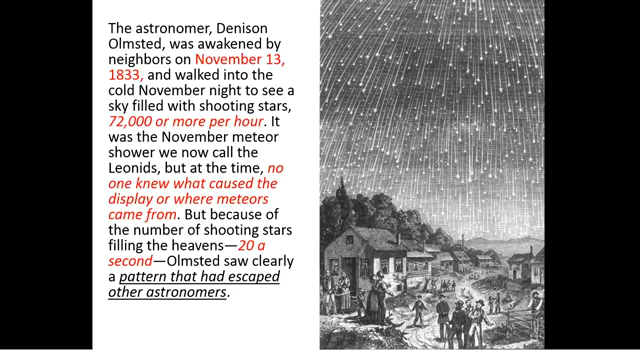 The astronomer, Denison
Olmsted, was awakened by
neighbors on November 13,
1833, and walked into the
cold November night to see a
sky filled with shooting stars,
72,000 or more per hour. It
was the November meteor
shower we now call the
Leonids, but at the time, no
one knew what caused the
display or where meteors
came from. But because of
the number of shooting stars
filling the heavens—20 a
second—Olmsted saw clearly
a pattern that had escaped
other astronomers.